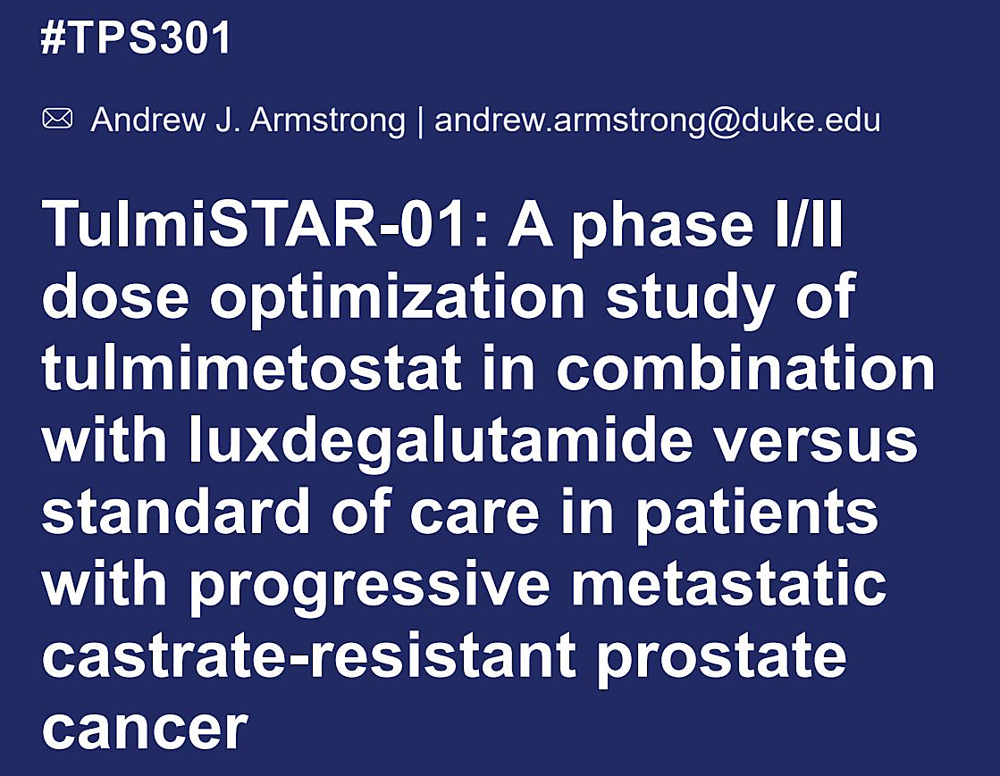 #TPS301
Andrew J. Armstrong | andrew.armstrong@duke.edu
TulmiSTAR-01: A phase I/II
dose optimization study of
tulmimetostat in combination
with luxdegalutamide versus
standard of care in patients
with progressive metastatic
castrate-resistant prostate
cancer